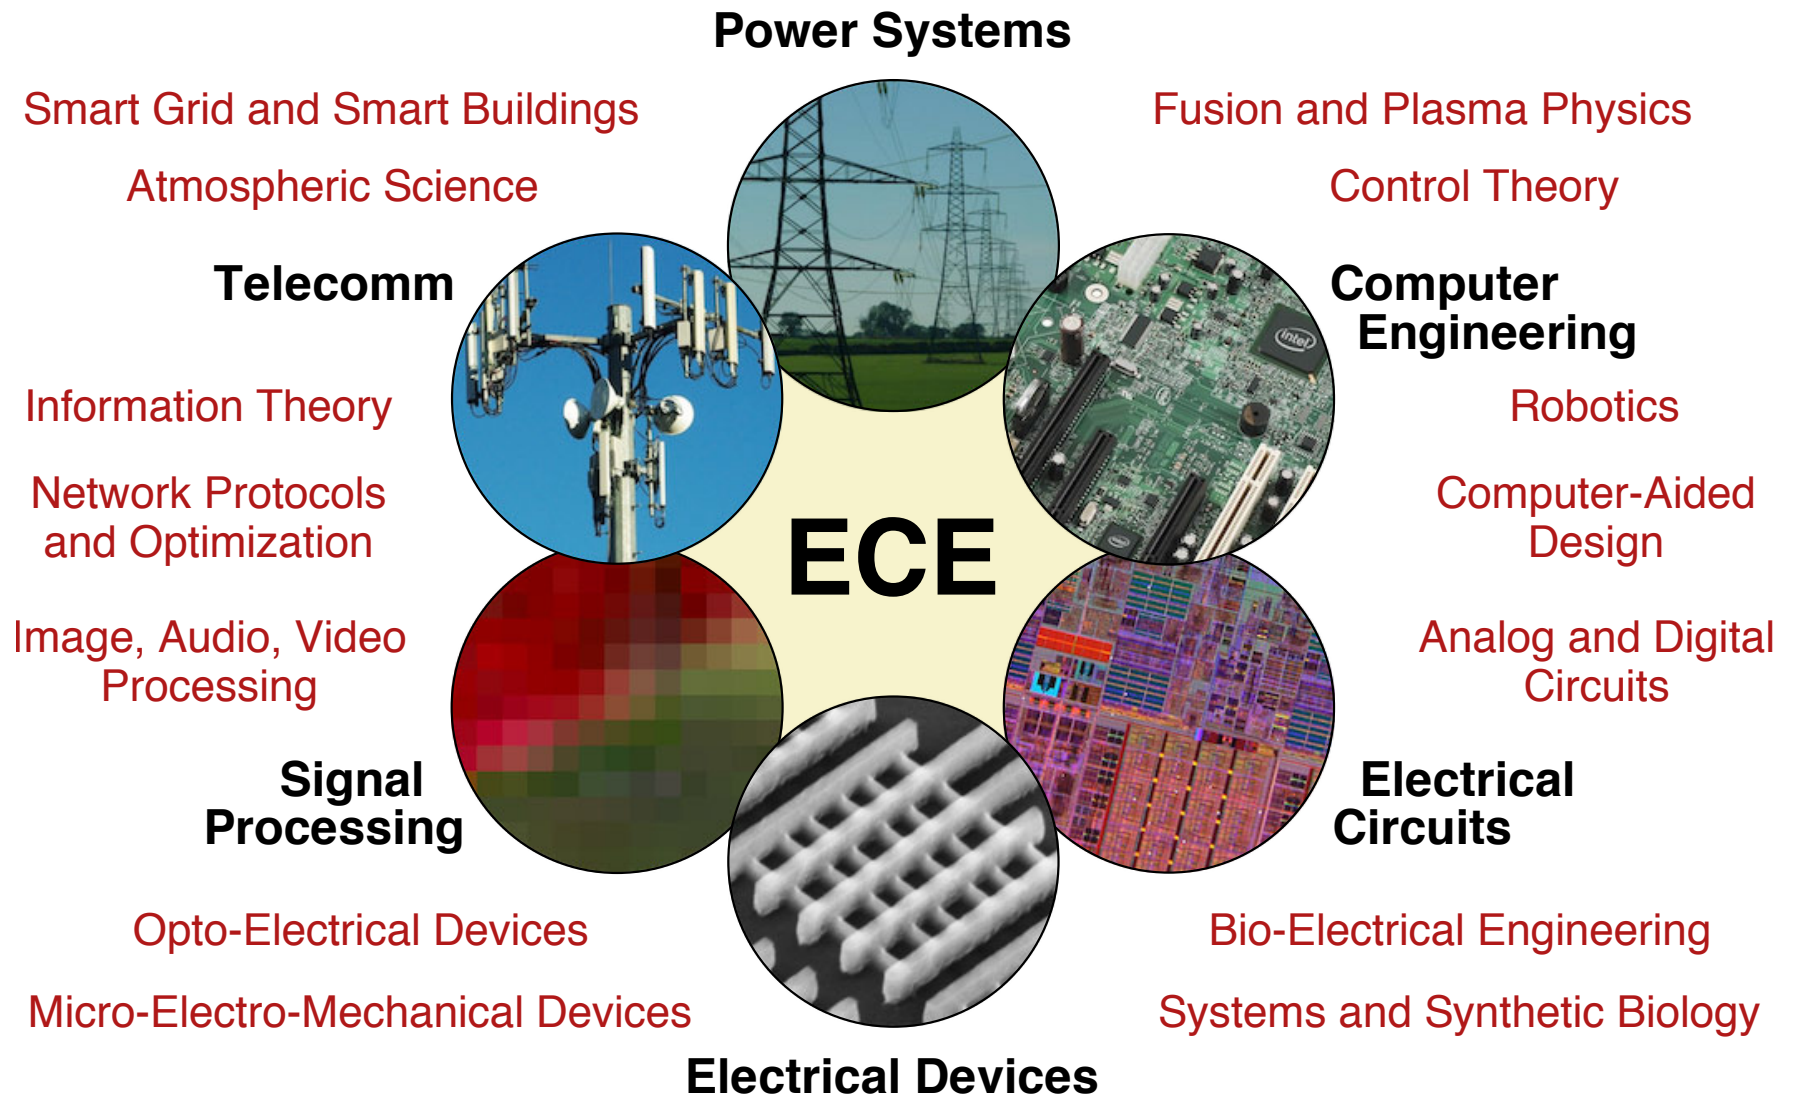 Power Systems
Smart Grid and Smart Buildings
Fusion and Plasma Physics
Atmospheric Science
Control Theory
Telecomm
Computer
Engineering
intel
Information Theory
Robotics
Network Protocols
and Optimization
Computer-Aided
Design
ECE
Image, Audio, Video
Processing
Analog and Digital
Circuits
Signal
Processing
Electrical
Circuits
Opto-Electrical Devices
Bio-Electrical Engineering
Micro-Electro-Mechanical Devices
Systems and Synthetic Biology
Electrical Devices